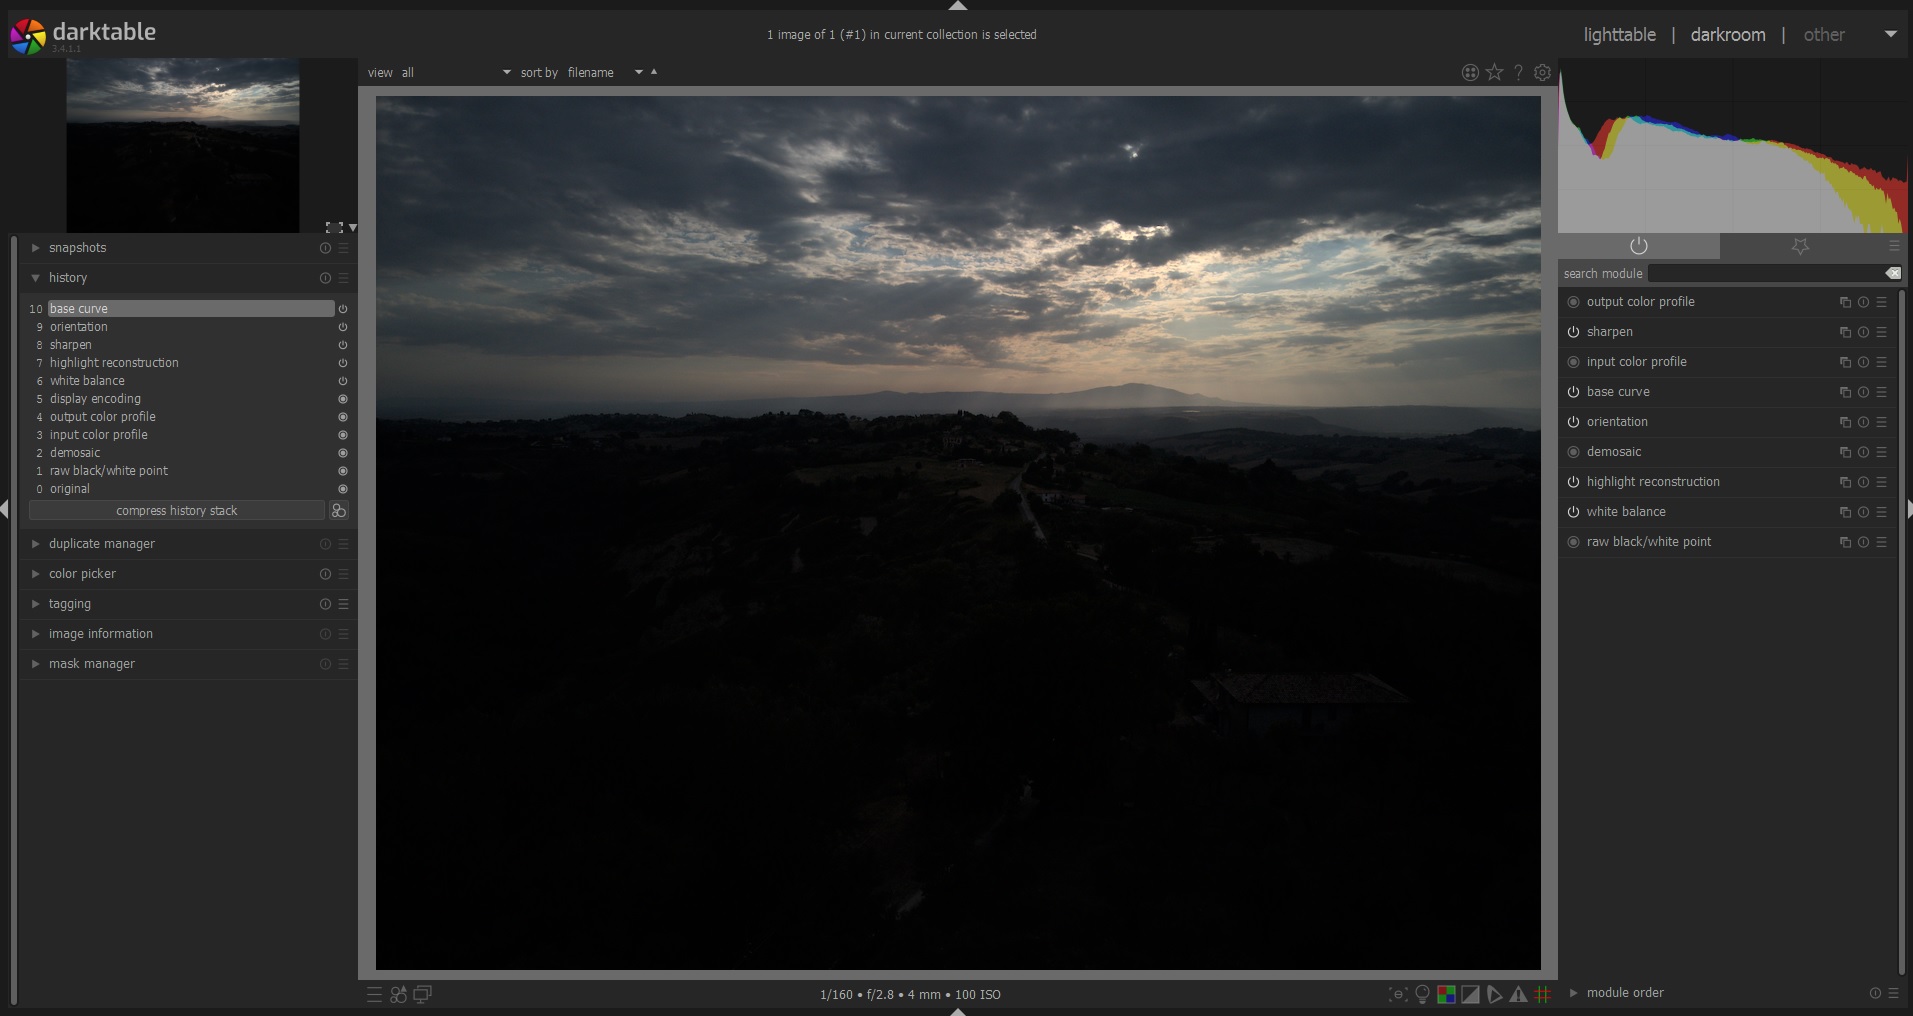 darktable
3.4.1.1
1 image of 1 (#1) in current collection is selected
lighttable | darkroom | other
view all sort by filename
?
snapshots
history
10 base curve
9 orientation
8 sharpen
7 highlight reconstruction
6 white balance
5 display encoding
4 output color profile
3 input color profile
2 demosaic
1 raw black/white point
0 original
compress history stack
duplicate manager
color picker
tagging
image information
mask manager
1/160 • f/2.8 • 4 mm • 100 ISO
search module
output color profile
sharpen
input color profile
base curve
orientation
demosaic
highlight reconstruction
white balance
raw black/white point
module order